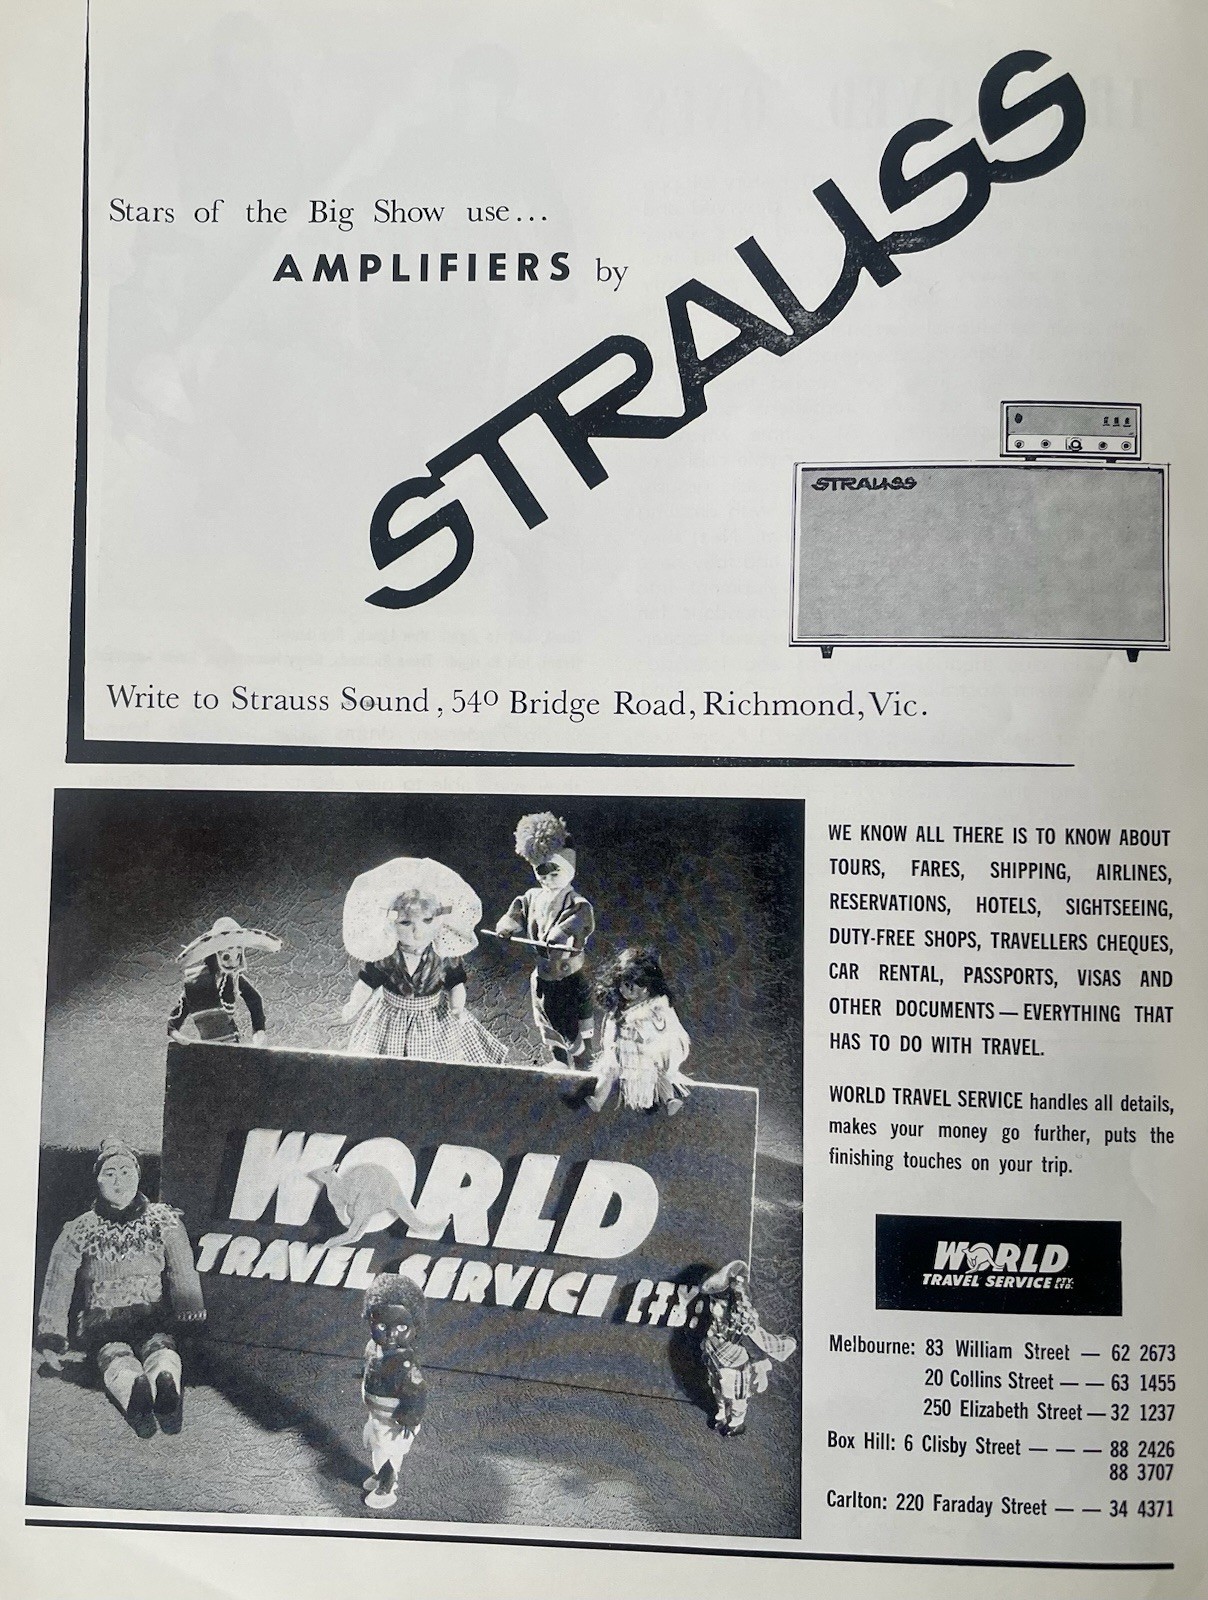 Stars of the Big Show use...
AMPLIFIERS by
STRAUSS
STRAUSS
Write to Strauss Sound, 540 Bridge Road, Richmond, Vic.
WORLD
TRAVEL SERVICE PTY.
LTD.
WE KNOW ALL THERE IS TO KNOW ABOUT
TOURS, FARES, SHIPPING, AIRLINES,
RESERVATIONS, HOTELS, SIGHTSEEING,
DUTY-FREE SHOPS, TRAVELLERS CHEQUES,
CAR RENTAL, PASSPORTS, VISAS AND
OTHER DOCUMENTS — EVERYTHING THAT
HAS TO DO WITH TRAVEL.
WORLD TRAVEL SERVICE handles all details,
makes your money go further, puts the
finishing touches on your trip.
WORLD
TRAVEL SERVICE PTY.
LTD.
Melbourne: 83 William Street — 62 2673
20 Collins Street — — 63 1455
250 Elizabeth Street — 32 1237
Box Hill: 6 Clisby Street — — — 88 2426
88 3707
Carlton: 220 Faraday Street — — 34 4371